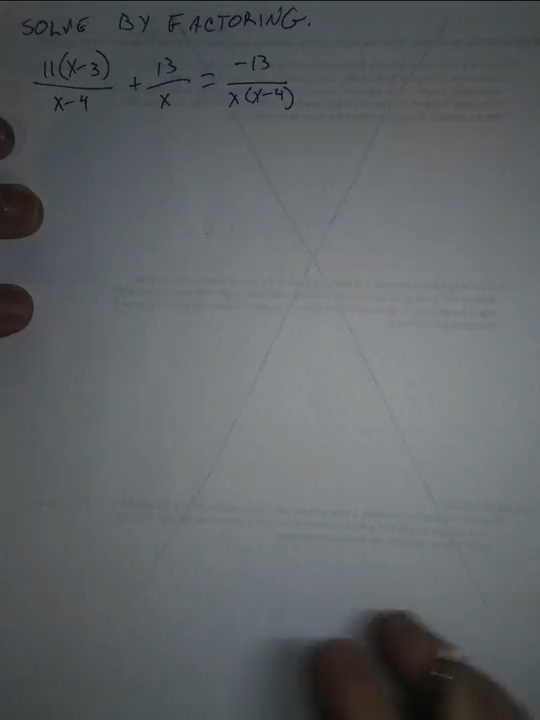 SOLVE BY FACTORING.
11(x-3)/x-4 + 13/x = -13/x(x-4)